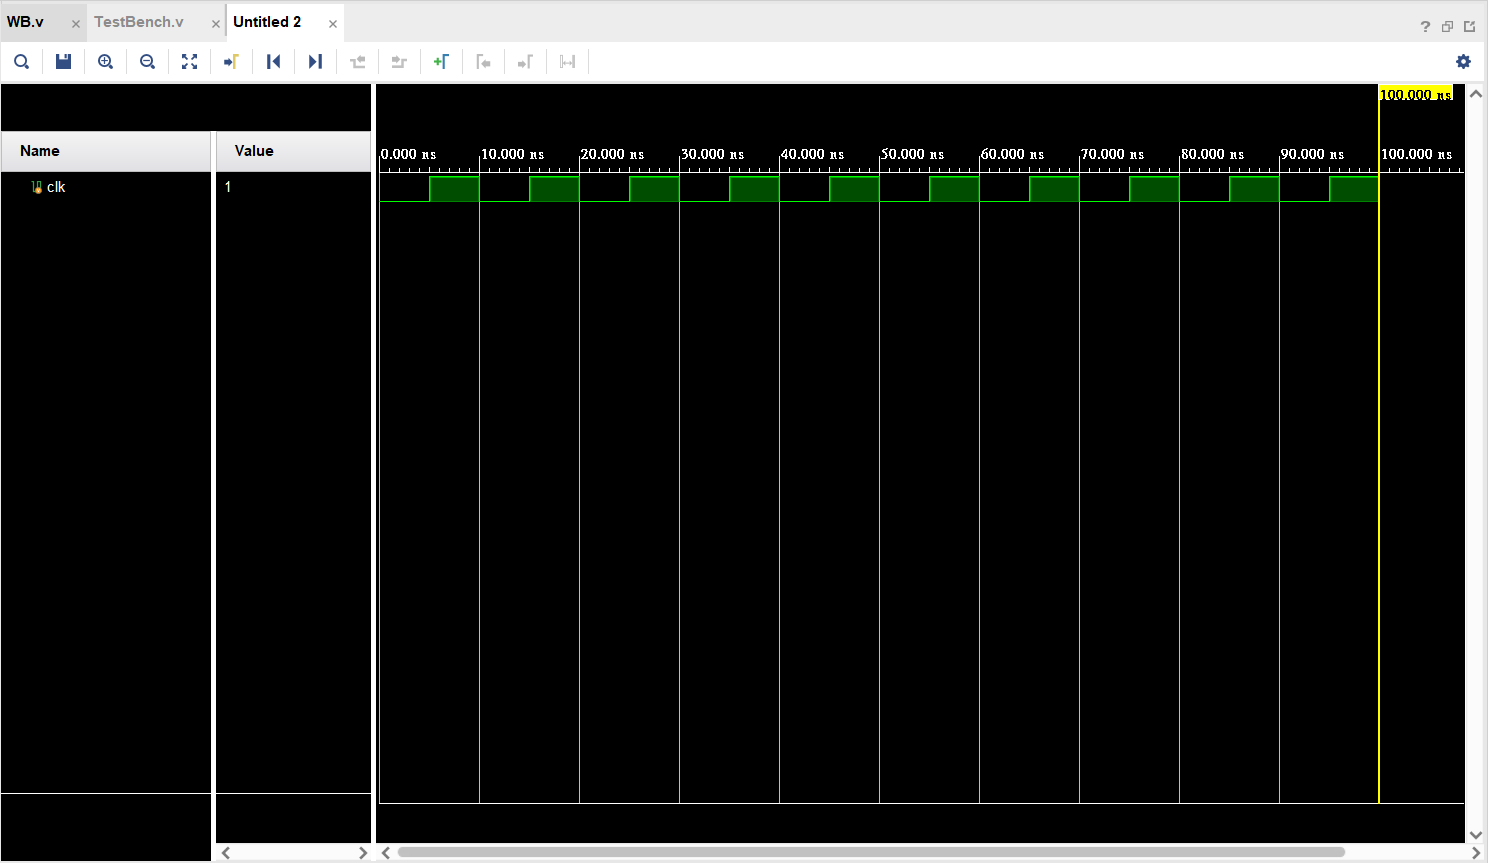 WB.v × TestBench.v × Untitled 2 ×
?
100.000 ns
Name Value
0.000 ns 10.000 ns 20.000 ns 30.000 ns 40.000 ns 50.000 ns 60.000 ns 70.000 ns 80.000 ns 90.000 ns 100.000 ns
clk 1